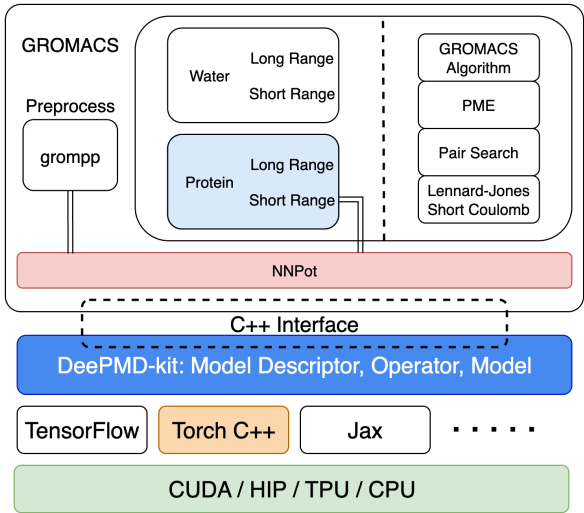 GROMACS
Preprocess
grompp
Water
Long Range
Short Range
Protein
Long Range
Short Range
GROMACS
Algorithm
PME
Pair Search
Lennard-Jones
Short Coulomb
NNPot
C++ Interface
DeePMD-kit: Model Descriptor, Operator, Model
TensorFlow
Torch C++
Jax
.....
CUDA / HIP / TPU / CPU